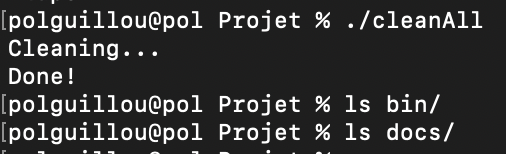 [polguillou@pol Projet % ./cleanAll
Cleaning...
Done!
[polguillou@pol Projet % ls bin/
[polguillou@pol Projet % ls docs/